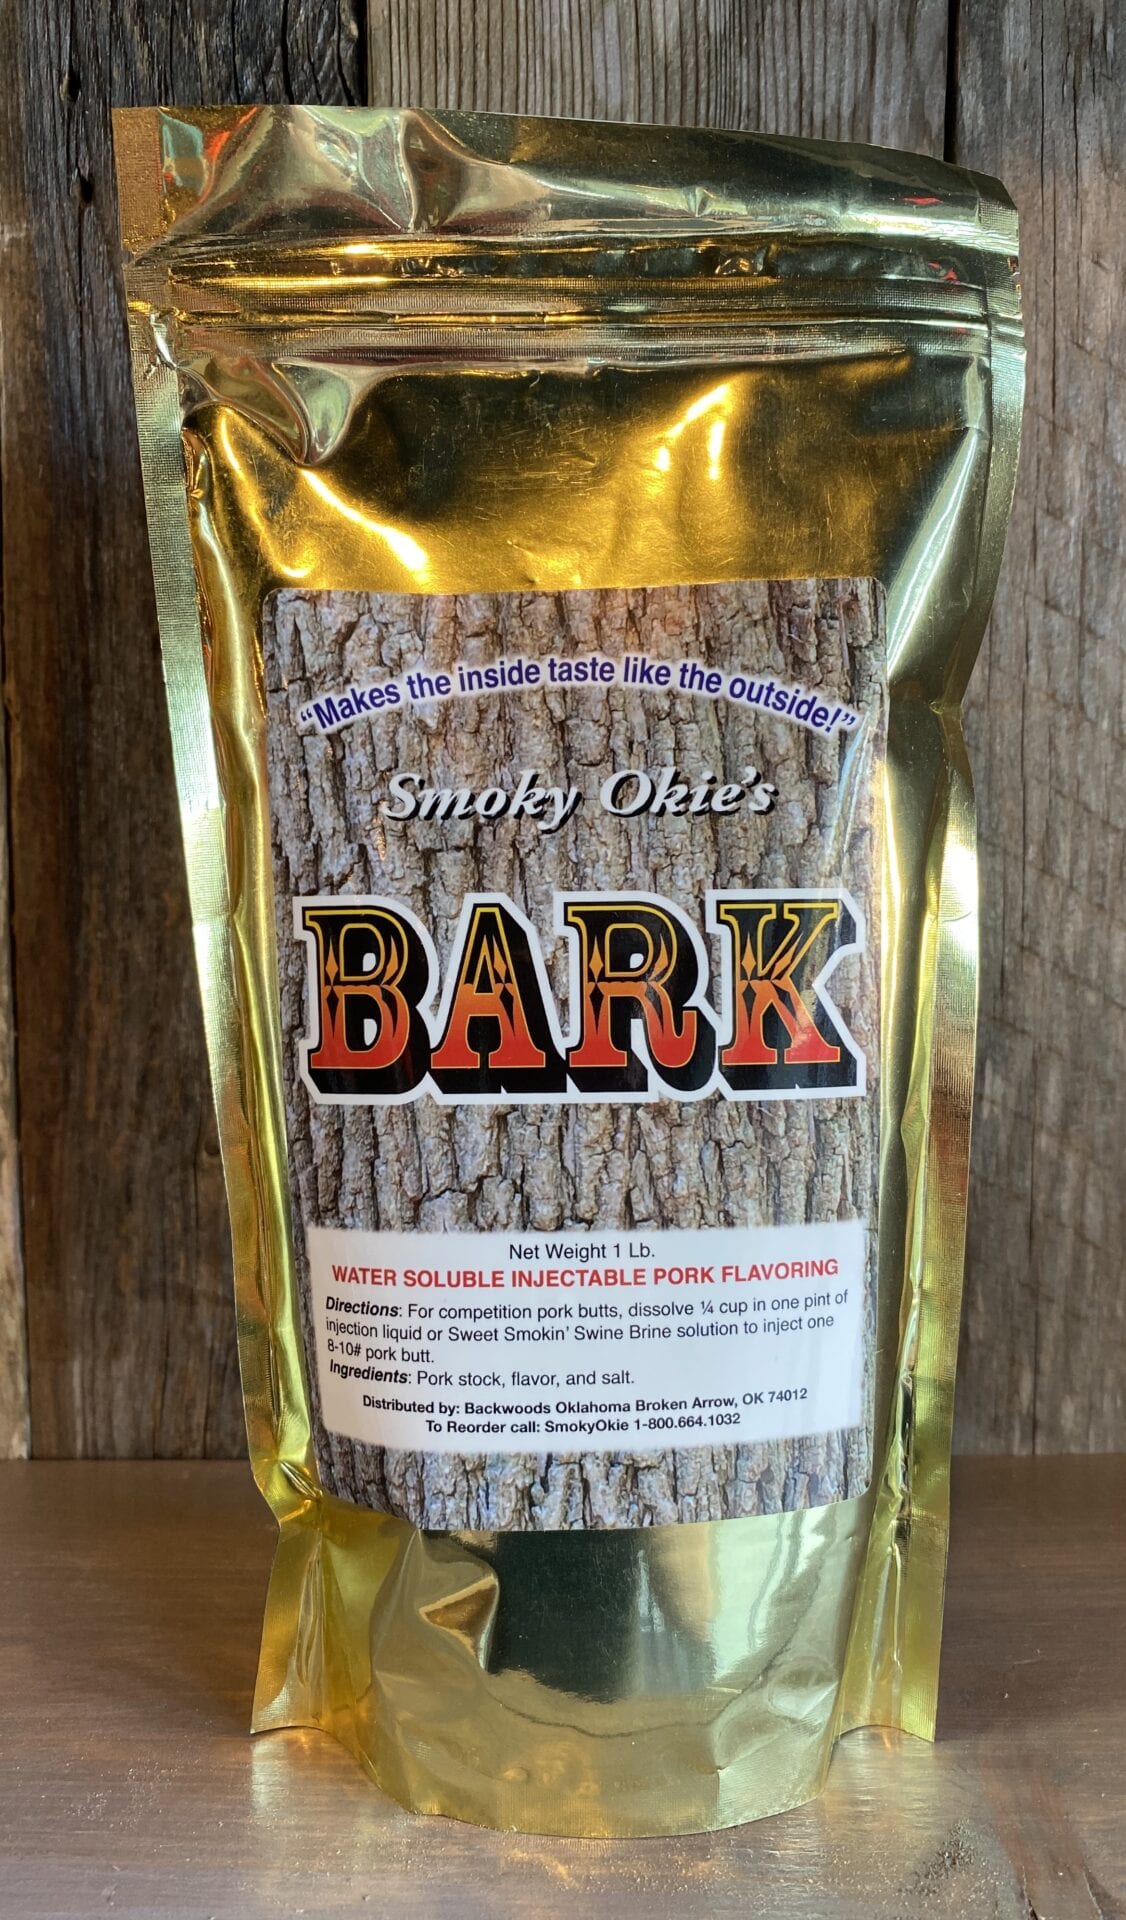 "Makes the inside taste like the outside!"
Smoky Okie's
BARK
Net Weight 1 Lb.
WATER SOLUBLE INJECTABLE PORK FLAVORING
Directions: For competition pork butts, dissolve ¼ cup in one pint of
injection liquid or Sweet Smokin' Swine Brine solution to inject one
8-10# pork butt.
Ingredients: Pork stock, flavor, and salt.
Distributed by: Backwoods Oklahoma Broken Arrow, OK 74012
To Reorder call: SmokyOkie 1-800.664.1032